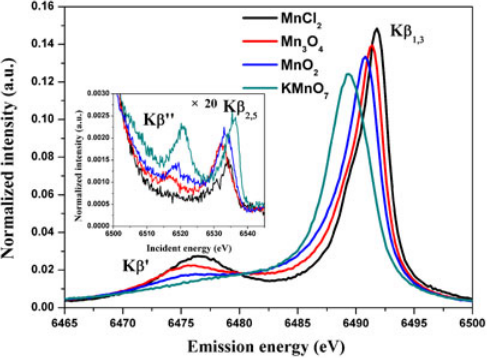 0.16
0.14
0.12
0.10
0.08
0.06
0.04
0.02
0.00
Normalized intensity (a.u.)
MnCl₂
Mn₃O₄
MnO₂
KMnO₇
Kβ₁,₃
0.0030
0.0025
0.0020
0.0015
0.0010
0.0005
0.0000
Normalized intensity (a.u.)
Kβ''
× 20
Kβ₂,₅
6500 6510 6520 6530 6540
Incident energy (eV)
Kβ'
6465 6470 6475 6480 6485 6490 6495 6500
Emission energy (eV)